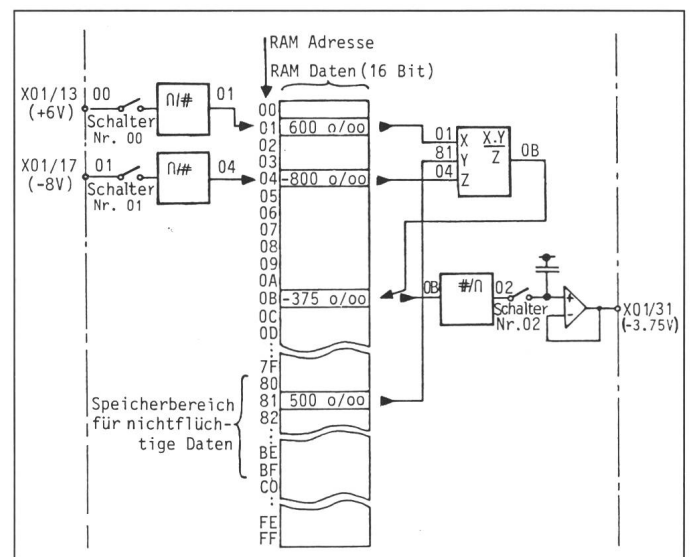 RAM Adresse
RAM Daten (16 Bit)
X01/13
(+6V)
00
Schalter
Nr. 00
∩/#
01
X01/17
(-8V)
01
Schalter
Nr. 01
∩/#
04
00
01 600 o/oo
02
03
04 -800 o/oo
05
06
07
08
09
0A
0B -375 o/oo
0C
0D
7F
80
81 500 o/oo
82
BE
BF
C0
FE
FF
01 X
81 Y
04 Z
X.Y
Z
0B
0B
#/∩
02
Schalter
Nr.02
+
-
X01/31
(-3.75V)
Speicherbereich
für nichtflüch-
tige Daten